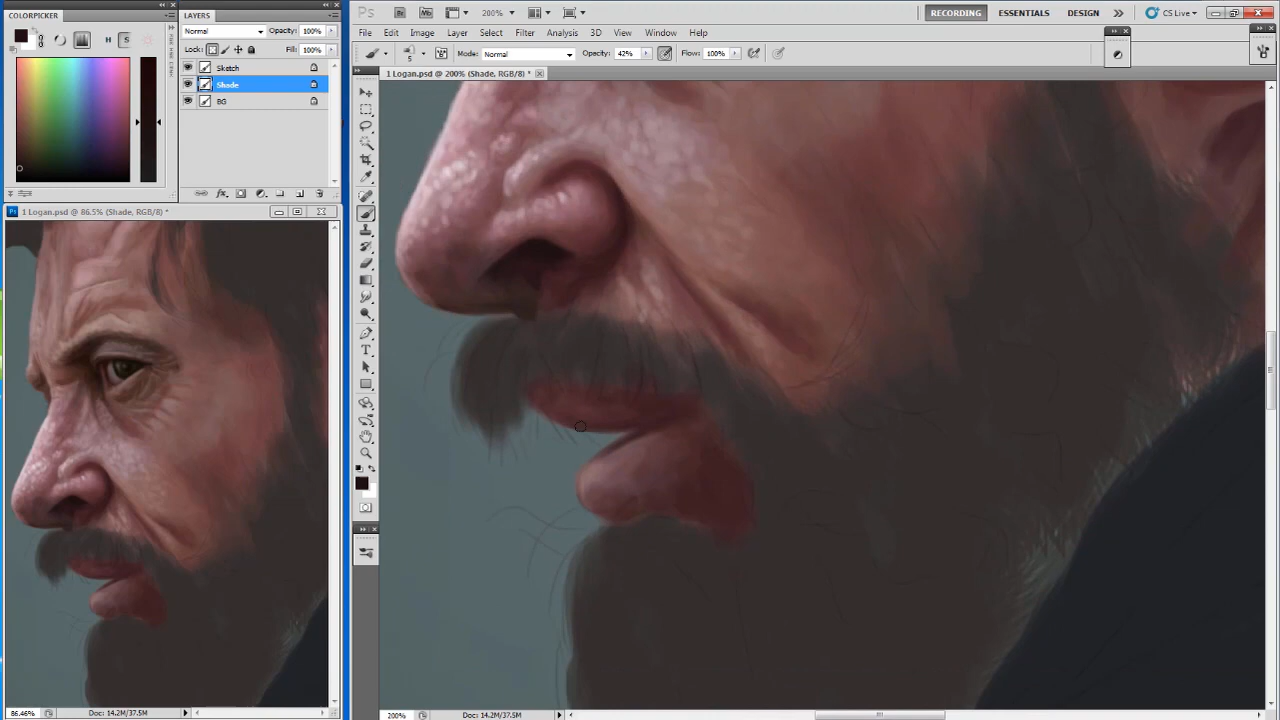 COLORPICKER
LAYERS
Normal
Opacity: 100%
Lock:
Fill: 100%
Sketch
Shade
BG
H
S
1 Logan.psd @ 86.5% (Shade, RGB/8) *
86.46%
Doc: 14.2M/37.5M
Ps
Br
Mb
200%
RECORDING
ESSENTIALS
DESIGN
CS Live
File
Edit
Image
Layer
Select
Filter
Analysis
3D
View
Window
Help
5
Mode: Normal
Opacity: 42%
Flow: 100%
1 Logan.psd @ 200% (Shade, RGB/8) *
T
200%
Doc: 14.2M/37.5M